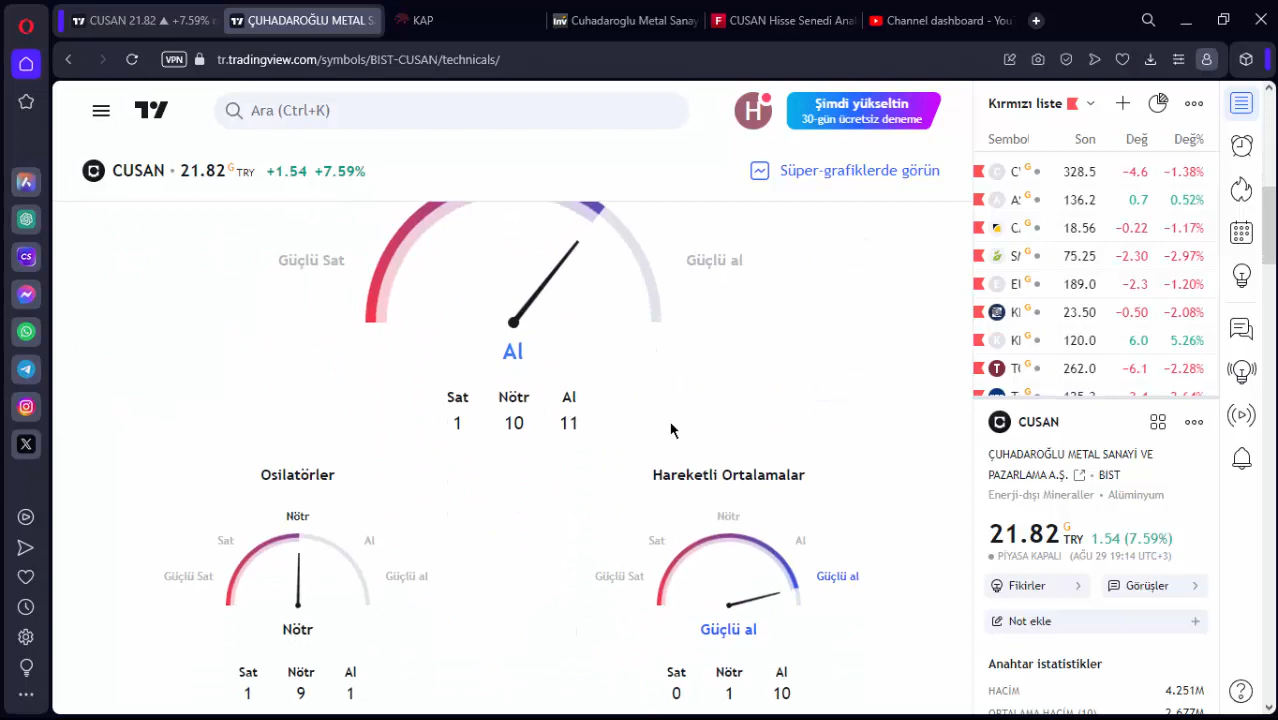 CUSAN 21.82 ▲ +7.59%
ÇUHADAROĞLU METAL S
KAP
Cuhadaroglu Metal Sanay
CUSAN Hisse Senedi Ana
Channel dashboard - You
VPN
tr.tradingview.com/symbols/BIST-CUSAN/technicals/
Ara (Ctrl+K)
H
Şimdi yükseltin
30-gün ücretsiz deneme
CUSAN • 21.82 G TRY +1.54 +7.59%
Süper-grafiklerde görün
Güçlü Sat
Güçlü al
Al
Sat Nötr Al
1 10 11
Osilatörler
Nötr
Sat Al
Güçlü Sat Güçlü al
Nötr
Sat Nötr Al
1 9 1
Hareketli Ortalamalar
Nötr
Sat Al
Güçlü Sat Güçlü al
Güçlü al
Sat Nötr Al
0 1 10
Kırmızı liste
Sembol Son Değ Değ%
G 328.5 −4.6 −1.38%
G 136.2 0.7 0.52%
G 18.56 −0.22 −1.17%
G 75.25 −2.30 −2.97%
G 189.0 −2.3 −1.20%
G 23.50 −0.50 −2.08%
G 120.0 6.0 5.26%
G 262.0 −6.1 −2.28%
CUSAN
ÇUHADAROĞLU METAL SANAYİ VE
PAZARLAMA A.Ş. • BIST
Enerji-dışı Mineraller • Alüminyum
21.82 G TRY 1.54 (7.59%)
PİYASA KAPALI (AĞU 29 19:14 UTC+3)
Fikirler
Görüşler
Not ekle
Anahtar istatistikler
HACİM 4.251M
ORTALAMA HACİM (10) 2.677M